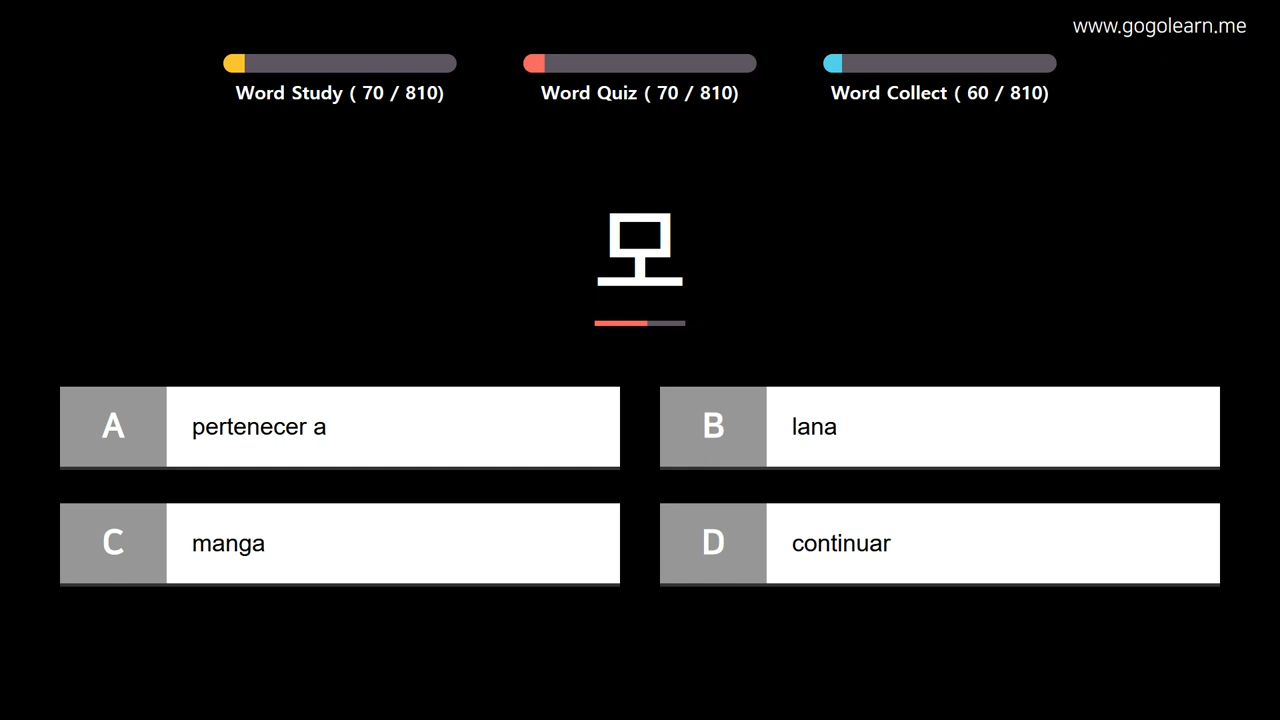 www.gogolearn.me
Word Study ( 70 / 810)
Word Quiz ( 70 / 810)
Word Collect ( 60 / 810)
모
A pertenecer a
B lana
C manga
D continuar